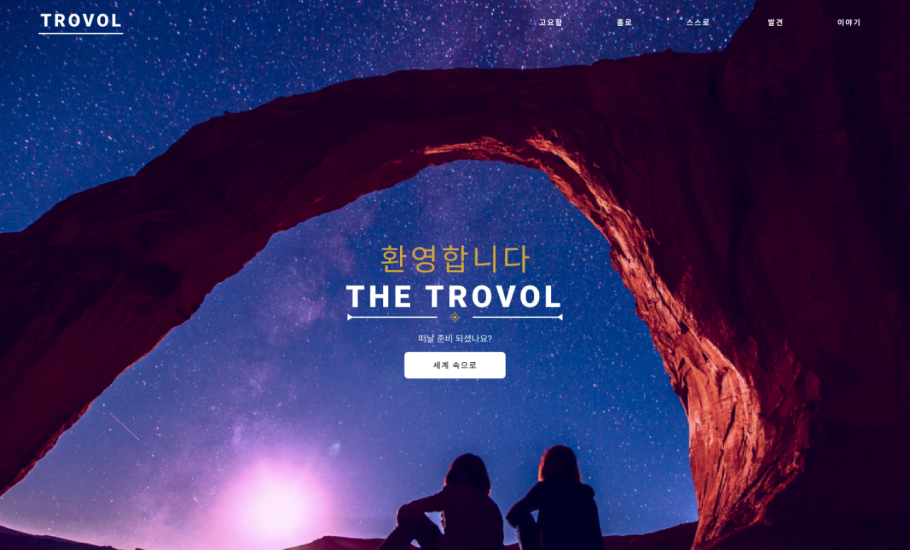 TROVOL
고요함 홀로 스스로 발견 이야기
환영합니다
THE TROVOL
떠날 준비 되셨나요?
세계 속으로